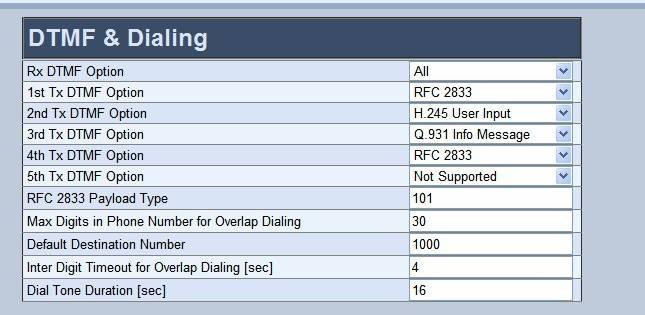 DTMF & Dialing
Rx DTMF Option All
1st Tx DTMF Option RFC 2833
2nd Tx DTMF Option H.245 User Input
3rd Tx DTMF Option Q.931 Info Message
4th Tx DTMF Option RFC 2833
5th Tx DTMF Option Not Supported
RFC 2833 Payload Type 101
Max Digits in Phone Number for Overlap Dialing 30
Default Destination Number 1000
Inter Digit Timeout for Overlap Dialing [sec] 4
Dial Tone Duration [sec] 16